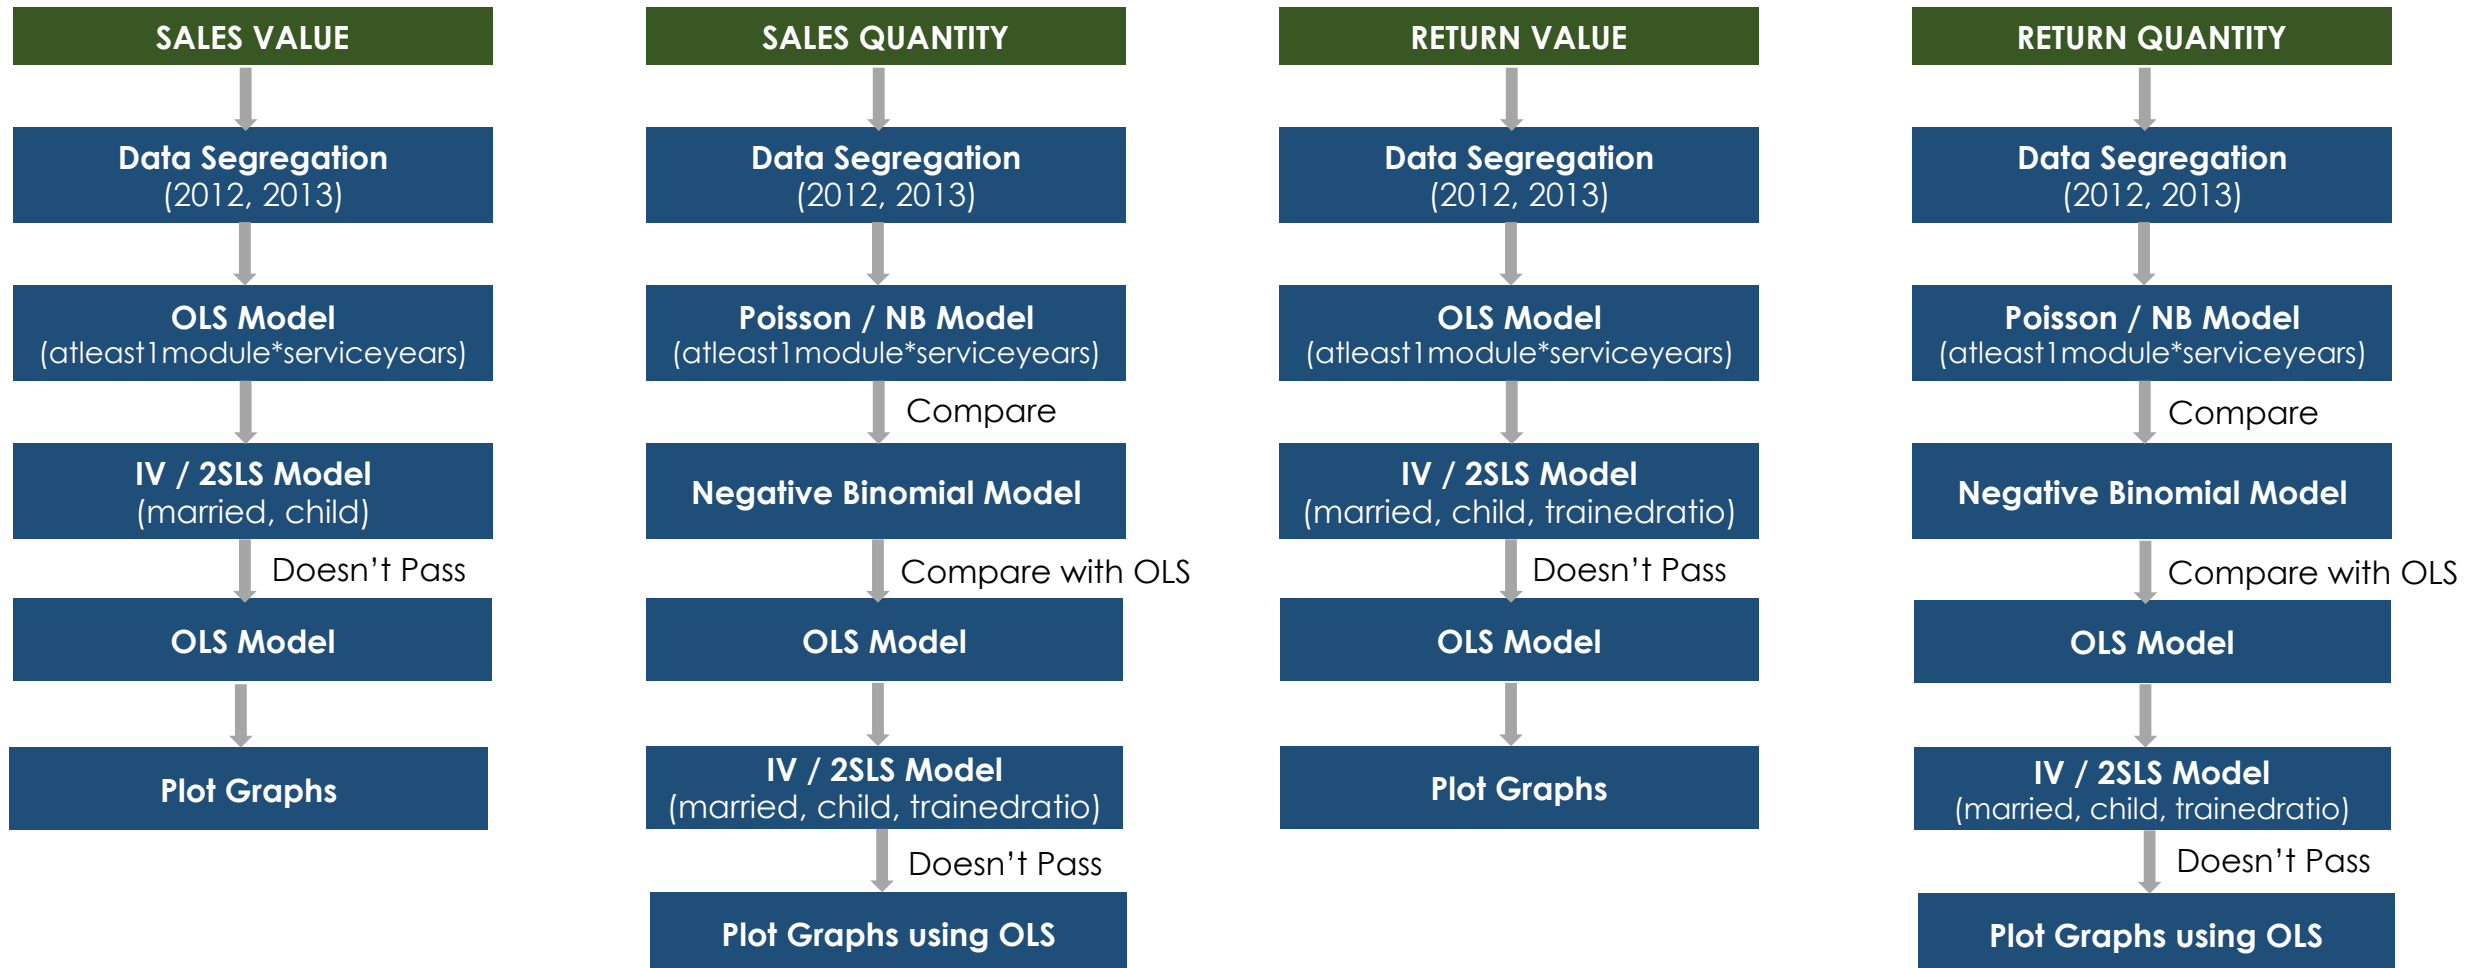 SALES VALUE
Data Segregation
(2012, 2013)
OLS Model
(atleast1module*serviceyears)
IV / 2SLS Model
(married, child)
Doesn’t Pass
OLS Model
Plot Graphs
SALES QUANTITY
Data Segregation
(2012, 2013)
Poisson / NB Model
(atleast1module*serviceyears)
Compare
Negative Binomial Model
Compare with OLS
OLS Model
IV / 2SLS Model
(married, child, trainedratio)
Doesn’t Pass
Plot Graphs using OLS
RETURN VALUE
Data Segregation
(2012, 2013)
OLS Model
(atleast1module*serviceyears)
IV / 2SLS Model
(married, child, trainedratio)
Doesn’t Pass
OLS Model
Plot Graphs
RETURN QUANTITY
Data Segregation
(2012, 2013)
Poisson / NB Model
(atleast1module*serviceyears)
Compare
Negative Binomial Model
Compare with OLS
OLS Model
IV / 2SLS Model
(married, child, trainedratio)
Doesn’t Pass
Plot Graphs using OLS